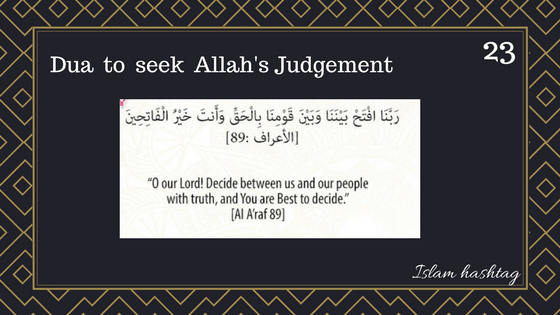 23
Dua to seek Allah's Judgement
رَبَّنَا افْتَحْ بَيْنَنَا وَبَيْنَ قَوْمِنَا بِالْحَقِّ وَأَنتَ خَيْرُ الْفَاتِحِينَ
[الأعراف :89]
“O our Lord! Decide between us and our people
with truth, and You are Best to decide.”
[Al A’raf 89]
Islam hashtag